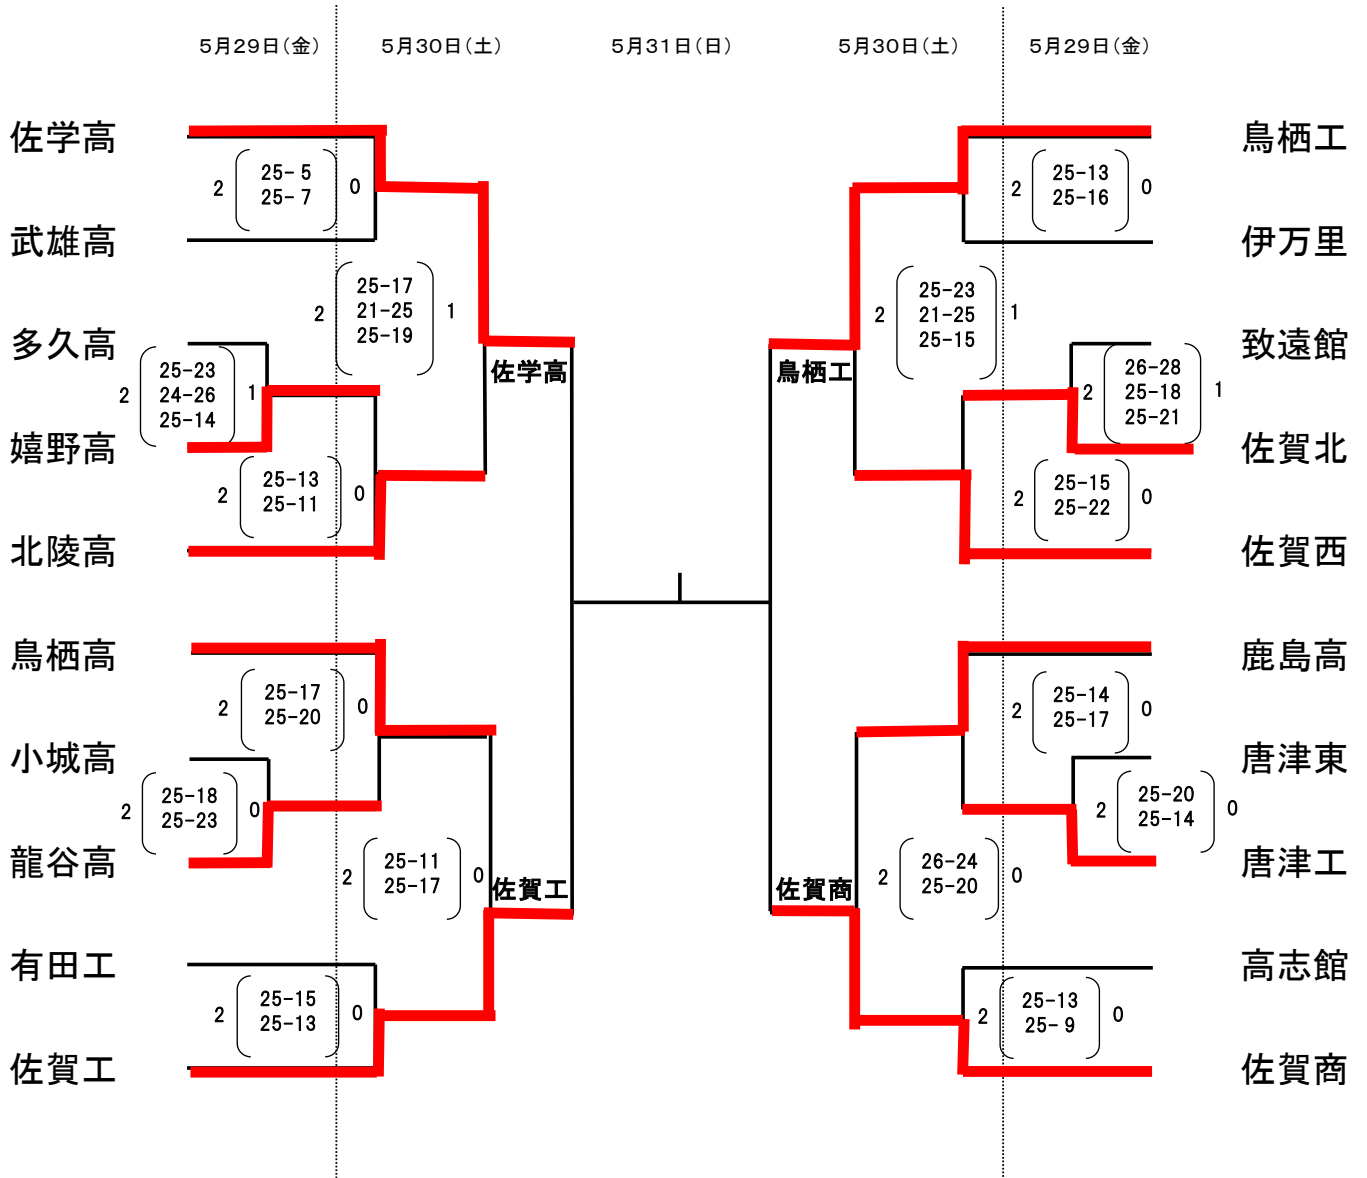 5月29日(金) 5月30日(土) 5月31日(日) 5月30日(土) 5月29日(金)
佐学高
2 25- 5 0
25- 7
武雄高
2 25-17 1
21-25
25-19
多久高
2 25-23 1
24-26
25-14
嬉野高
2 25-13 0
25-11
北陵高
佐学高
鳥栖高
2 25-17 0
25-20
小城高
2 25-18 0
25-23
龍谷高
2 25-11 0
25-17
佐賀工
有田工
2 25-15 0
25-13
佐賀工
鳥栖工
2 25-13 0
25-16
伊万里
2 25-23 1
21-25
25-15
鳥栖工
致遠館
2 26-28 1
25-18
25-21
佐賀北
2 25-15 0
25-22
佐賀西
鹿島高
2 25-14 0
25-17
唐津東
2 25-20 0
25-14
唐津工
2 26-24 0
25-20
佐賀商
高志館
2 25-13 0
25- 9
佐賀商